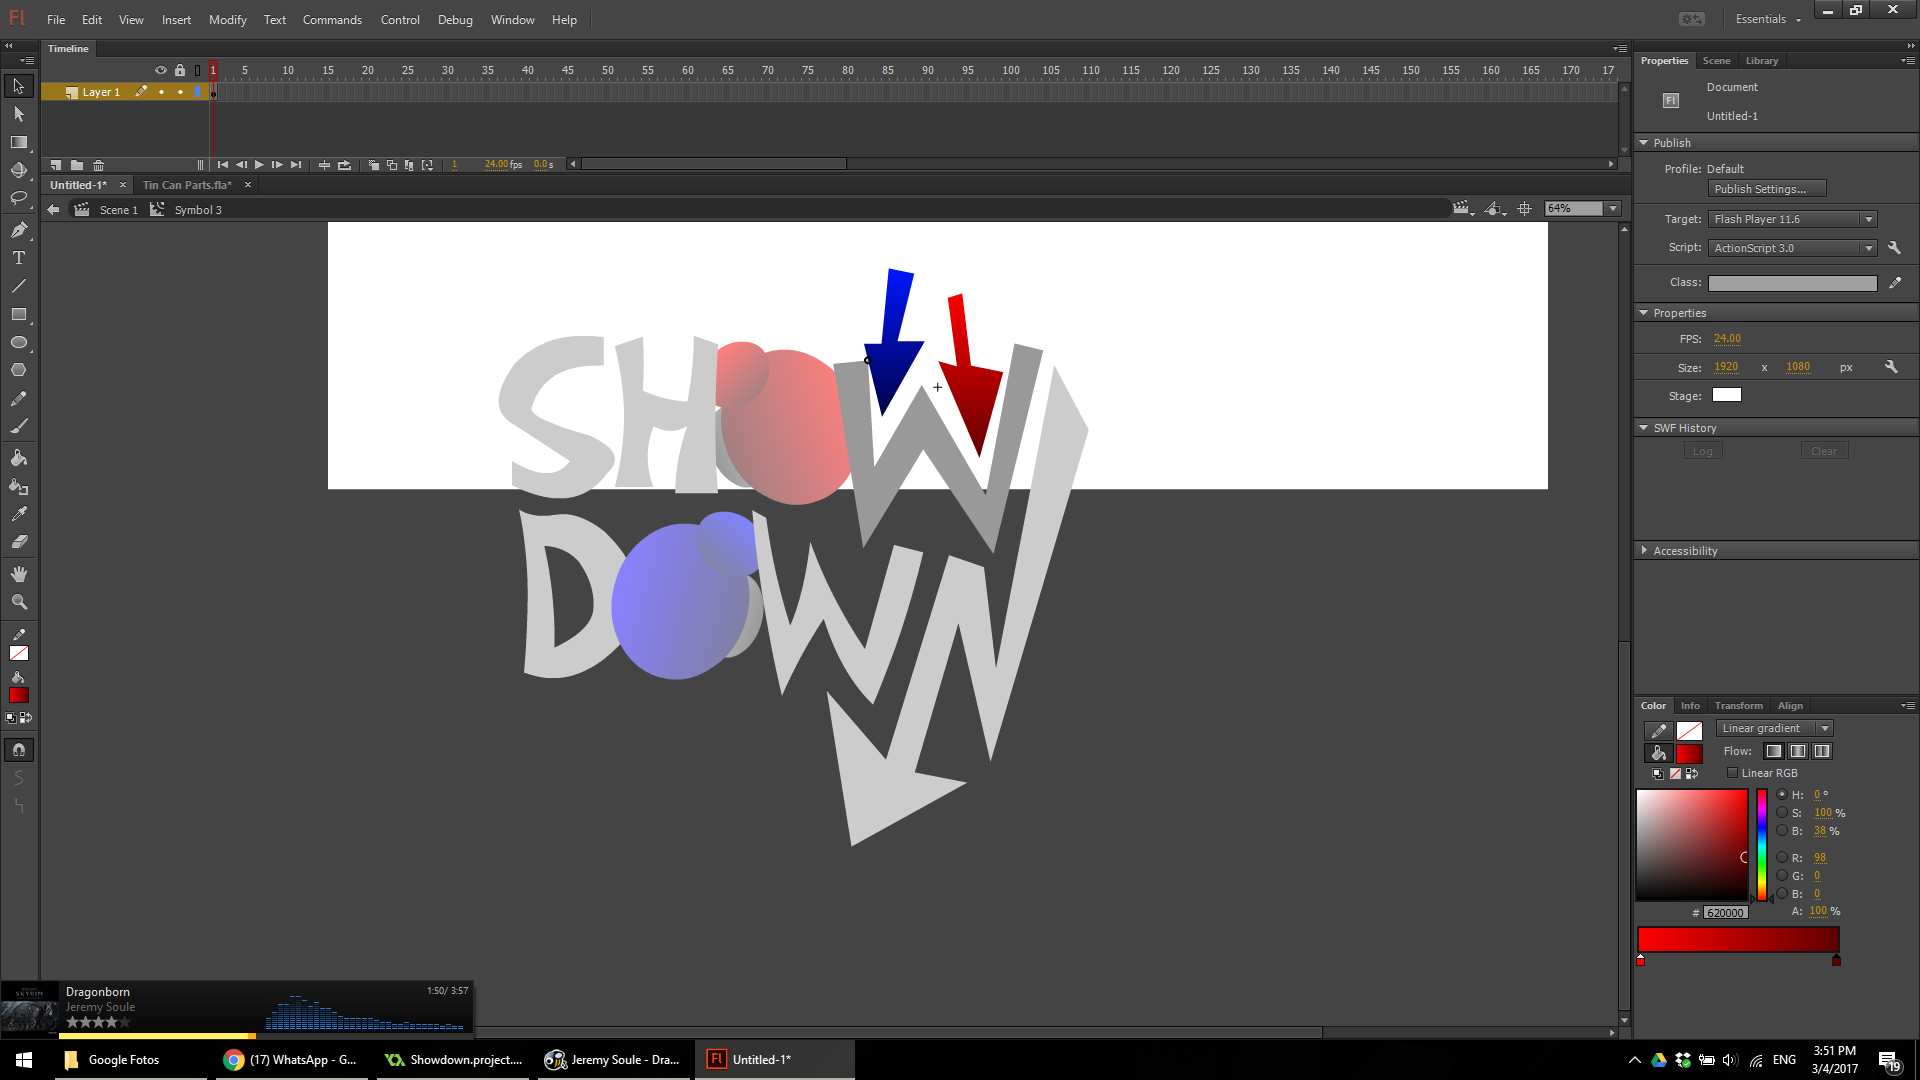 Fl File Edit View Insert Modify Text Commands Control Debug Window Help Essentials
Timeline
1 5 10 15 20 25 30 35 40 45 50 55 60 65 70 75 80 85 90 95 100 105 110 115 120 125 130 135 140 145 150 155 160 165 170 17
Layer 1
1 24.00 fps 0.0 s
Untitled-1* Tin Can Parts.fla*
Scene 1 Symbol 3 64%
SHOW
DOWN
Properties Scene Library
Fl Document
Untitled-1
Publish
Profile: Default
Publish Settings...
Target: Flash Player 11.6
Script: ActionScript 3.0
Class:
Properties
FPS: 24.00
Size: 1920 x 1080 px
Stage:
SWF History
Log Clear
Accessibility
Color Info Transform Align
Linear gradient
Flow:
Linear RGB
H: 0 °
S: 100 %
B: 38 %
R: 98
G: 0
B: 0
# 620000 A: 100 %
SKYRIM
Dragonborn 1:50/ 3:57
Jeremy Soule
Google Fotos (17) WhatsApp - G... Showdown.project.... Jeremy Soule - Dra... Fl Untitled-1* ENG 3:51 PM
3/4/2017 19